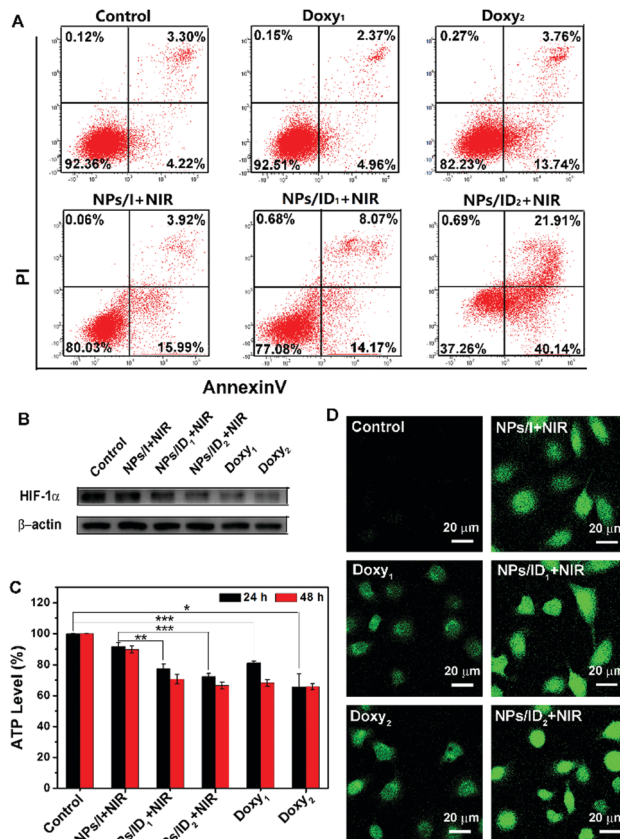 A
Control
Doxy1
Doxy2
0.12% 3.30%
0.15% 2.37%
0.27% 3.76%
92.36% 4.22%
92.51% 4.96%
82.23% 13.74%
NPs/I+NIR
NPs/ID1+NIR
NPs/ID2+NIR
0.06% 3.92%
0.68% 8.07%
0.69% 21.91%
80.03% 15.99%
77.08% 14.17%
37.26% 40.14%
PI
AnnexinV
B
Control
NPs/I+NIR
NPs/ID1+NIR
NPs/ID2+NIR
Doxy1
Doxy2
HIF-1α
β–actin
C
24 h
48 h
*
***
***
**
120
100
80
60
40
20
0
ATP Level (%)
Control
NPs/I+NIR
Ps/ID1+NIR
Ps/ID2+NIR
Doxy1
Doxy2
D
Control
20 μm
NPs/I+NIR
20 μm
Doxy1
20 μm
NPs/ID1+NIR
20 μm
Doxy2
20 μm
NPs/ID2+NIR
20 μm